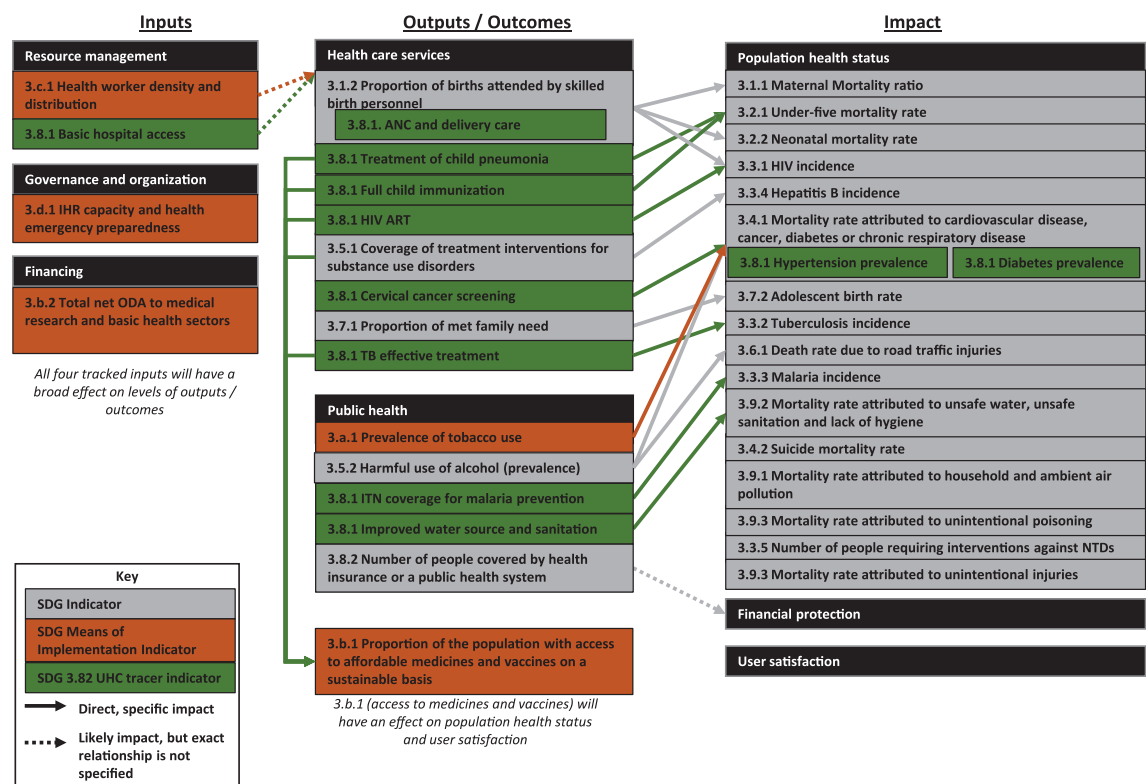 Inputs
Resource management
3.c.1 Health worker density and
distribution
3.8.1 Basic hospital access
Governance and organization
3.d.1 IHR capacity and health
emergency preparedness
Financing
3.b.2 Total net ODA to medical
research and basic health sectors
All four tracked inputs will have a
broad effect on levels of outputs /
outcomes
Key
SDG Indicator
SDG Means of
Implementation Indicator
SDG 3.82 UHC tracer indicator
Direct, specific impact
Likely impact, but exact
relationship is not
specified
Outputs / Outcomes
Health care services
3.1.2 Proportion of births attended by skilled
birth personnel
3.8.1. ANC and delivery care
3.8.1 Treatment of child pneumonia
3.8.1 Full child immunization
3.8.1 HIV ART
3.5.1 Coverage of treatment interventions for
substance use disorders
3.8.1 Cervical cancer screening
3.7.1 Proportion of met family need
3.8.1 TB effective treatment
Public health
3.a.1 Prevalence of tobacco use
3.5.2 Harmful use of alcohol (prevalence)
3.8.1 ITN coverage for malaria prevention
3.8.1 Improved water source and sanitation
3.8.2 Number of people covered by health
insurance or a public health system
3.b.1 Proportion of the population with access
to affordable medicines and vaccines on a
sustainable basis
3.b.1 (access to medicines and vaccines) will
have an effect on population health status
and user satisfaction
Impact
Population health status
3.1.1 Maternal Mortality ratio
3.2.1 Under-five mortality rate
3.2.2 Neonatal mortality rate
3.3.1 HIV incidence
3.3.4 Hepatitis B incidence
3.4.1 Mortality rate attributed to cardiovascular disease,
cancer, diabetes or chronic respiratory disease
3.8.1 Hypertension prevalence
3.8.1 Diabetes prevalence
3.7.2 Adolescent birth rate
3.3.2 Tuberculosis incidence
3.6.1 Death rate due to road traffic injuries
3.3.3 Malaria incidence
3.9.2 Mortality rate attributed to unsafe water, unsafe
sanitation and lack of hygiene
3.4.2 Suicide mortality rate
3.9.1 Mortality rate attributed to household and ambient air
pollution
3.9.3 Mortality rate attributed to unintentional poisoning
3.3.5 Number of people requiring interventions against NTDs
3.9.3 Mortality rate attributed to unintentional injuries
Financial protection
User satisfaction